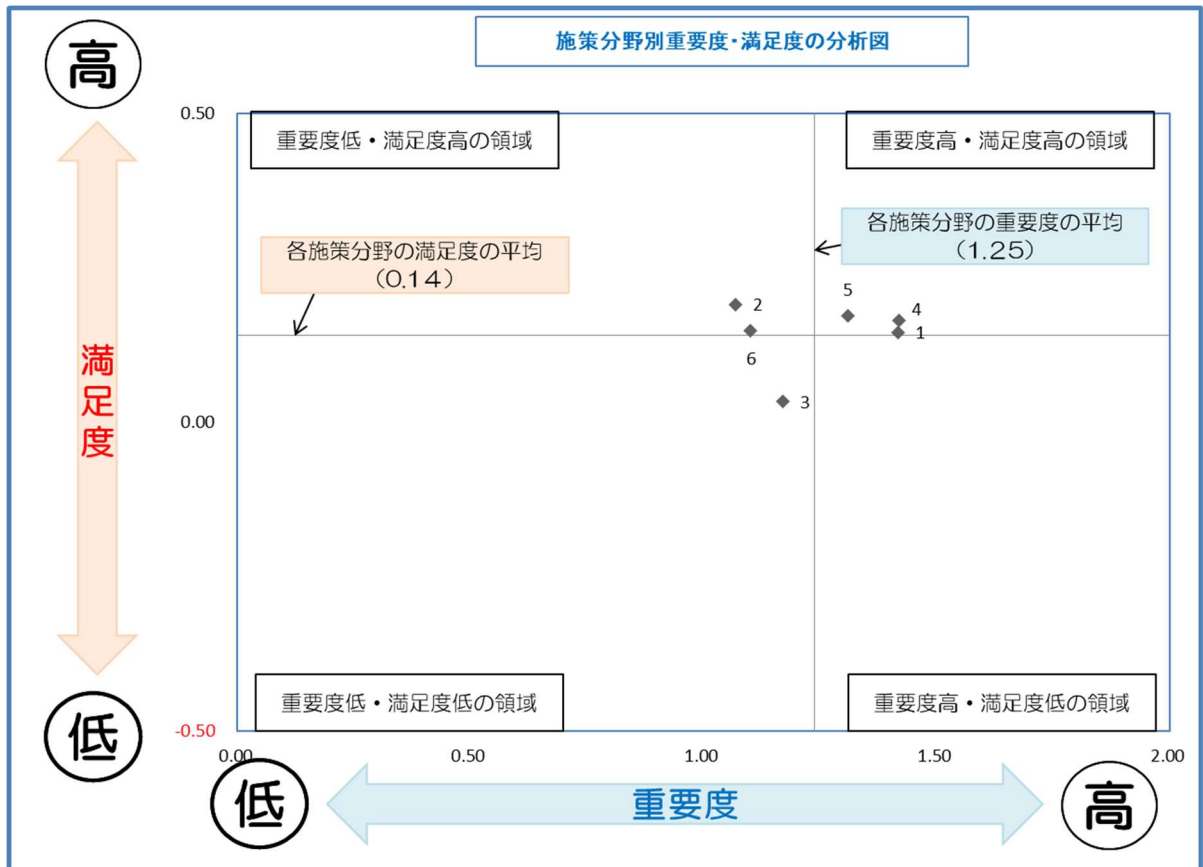 施策分野別重要度・満足度の分析図
高
0.50
重要度低・満足度高の領域
重要度高・満足度高の領域
各施策分野の重要度の平均
(1.25)
各施策分野の満足度の平均
(0.14)
5
2
4
1
6
3
満足度
0.00
重要度低・満足度低の領域
重要度高・満足度低の領域
-0.50
低
0.00
0.50
1.00
1.50
2.00
低
重要度
高